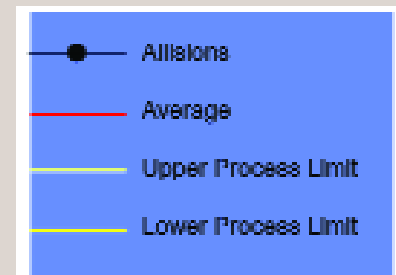 Allisions
Average
Upper Process Limit
Lower Process Limit